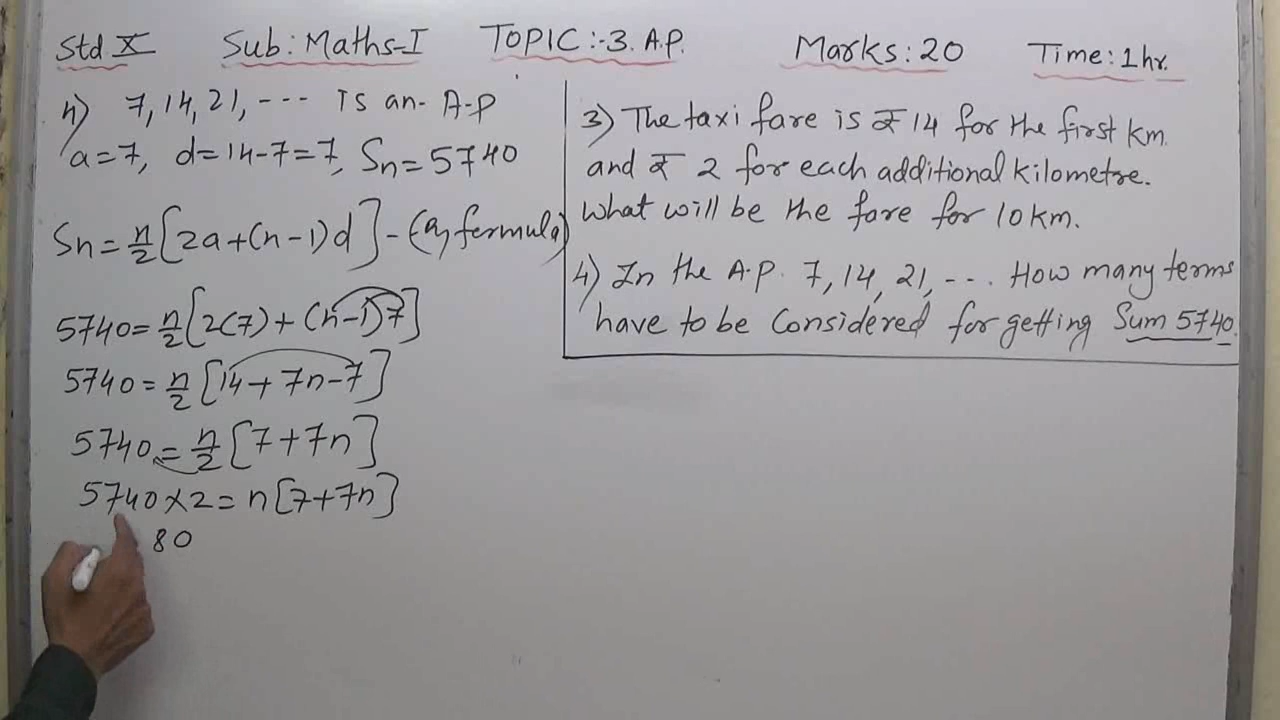 Std. X Sub: Maths-I TOPIC:-3. A.P. Marks: 20 Time: 1hr.
4) 7, 14, 21, --- is an A-P
a=7, d=14-7=7, Sn=5740
Sn=n/2[2a+(n-1)d] -
5740=n/2[2(7)+(n-1)7]
5740=n/2[14+7n-7]
5740=n/2[7+7n]
5740×2=n[7+7n]
80
3) The taxi fare is ₹ 14 for the first km.
and ₹ 2 for each additional kilometre.
What will be the fare for 10 km.
4) In the A.P. 7, 14, 21, --. How many terms
have to be Considered for getting Sum 5740.